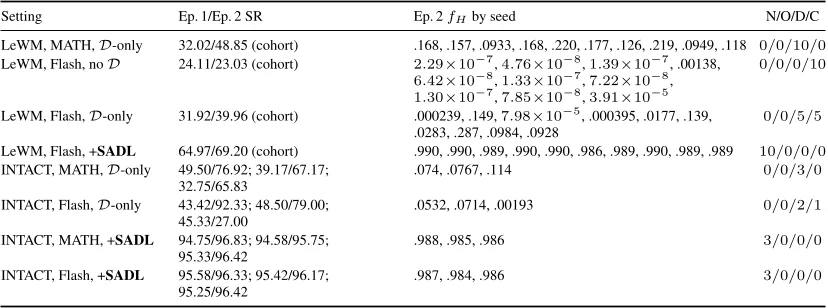 Setting Ep. 1/Ep. 2 SR Ep. 2 f_H by seed N/O/D/C
LeWM, MATH, 𝒟-only 32.02/48.85 (cohort) .168, .157, .0933, .168, .220, .177, .126, .219, .0949, .118 0/0/10/0
LeWM, Flash, no 𝒟 24.11/23.03 (cohort) 2.29×10⁻⁷, 4.76×10⁻⁸, 1.39×10⁻⁷, .00138, 0/0/0/10
6.42×10⁻⁸, 1.33×10⁻⁷, 7.22×10⁻⁸,
1.30×10⁻⁷, 7.85×10⁻⁸, 3.91×10⁻⁵
LeWM, Flash, 𝒟-only 31.92/39.96 (cohort) .000239, .149, 7.98×10⁻⁵, .000395, .0177, .139, 0/0/5/5
.0283, .287, .0984, .0928
LeWM, Flash, +SADL 64.97/69.20 (cohort) .990, .990, .989, .990, .990, .986, .989, .990, .989, .989 10/0/0/0
INTACT, MATH, 𝒟-only 49.50/76.92; 39.17/67.17; .074, .0767, .114 0/0/3/0
32.75/65.83
INTACT, Flash, 𝒟-only 43.42/92.33; 48.50/79.00; .0532, .0714, .00193 0/0/2/1
45.33/27.00
INTACT, MATH, +SADL 94.75/96.83; 94.58/95.75; .988, .985, .986 3/0/0/0
95.33/96.42
INTACT, Flash, +SADL 95.58/96.33; 95.42/96.17; .987, .984, .986 3/0/0/0
95.25/96.42